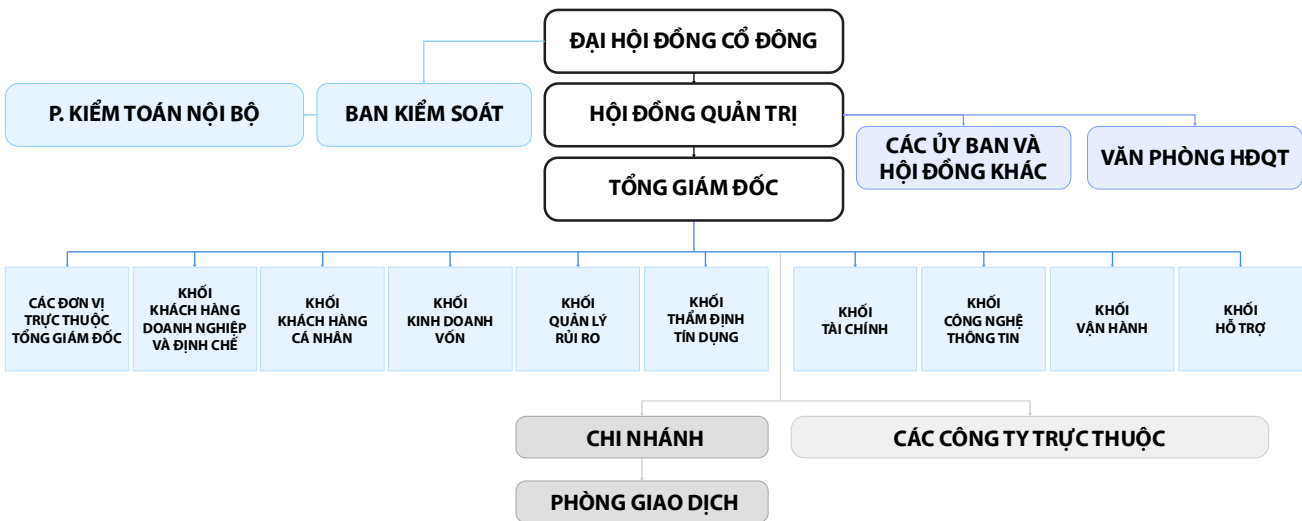 ĐẠI HỘI ĐỒNG CỔ ĐÔNG
P. KIỂM TOÁN NỘI BỘ
BAN KIỂM SOÁT
HỘI ĐỒNG QUẢN TRỊ
CÁC ỦY BAN VÀ
HỘI ĐỒNG KHÁC
VĂN PHÒNG HĐQT
TỔNG GIÁM ĐỐC
CÁC ĐƠN VỊ
TRỰC THUỘC
TỔNG GIÁM ĐỐC
KHỐI
KHÁCH HÀNG
DOANH NGHIỆP
VÀ ĐỊNH CHẾ
KHỐI
KHÁCH HÀNG
CÁ NHÂN
KHỐI
KINH DOANH
VỐN
KHỐI
QUẢN LÝ
RỦI RO
KHỐI
THẨM ĐỊNH
TÍN DỤNG
KHỐI
TÀI CHÍNH
KHỐI
CÔNG NGHỆ
THÔNG TIN
KHỐI
VẬN HÀNH
KHỐI
HỖ TRỢ
CHI NHÁNH
CÁC CÔNG TY TRỰC THUỘC
PHÒNG GIAO DỊCH